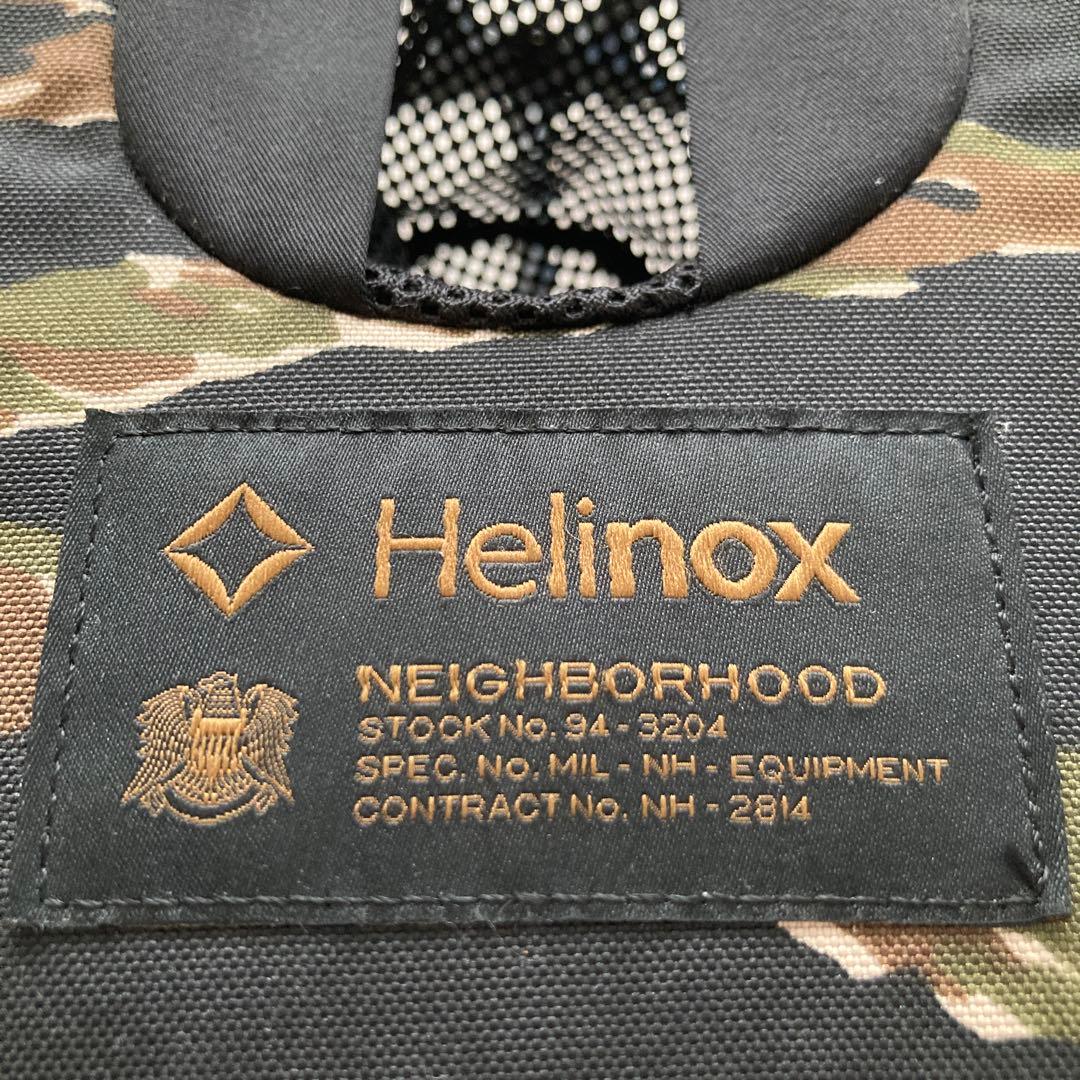 Helinox
NEIGHBORHOOD
STOCK No. 94 - 3204
SPEC. No. MIL - NH - EQUIPMENT
CONTRACT No. NH - 2814